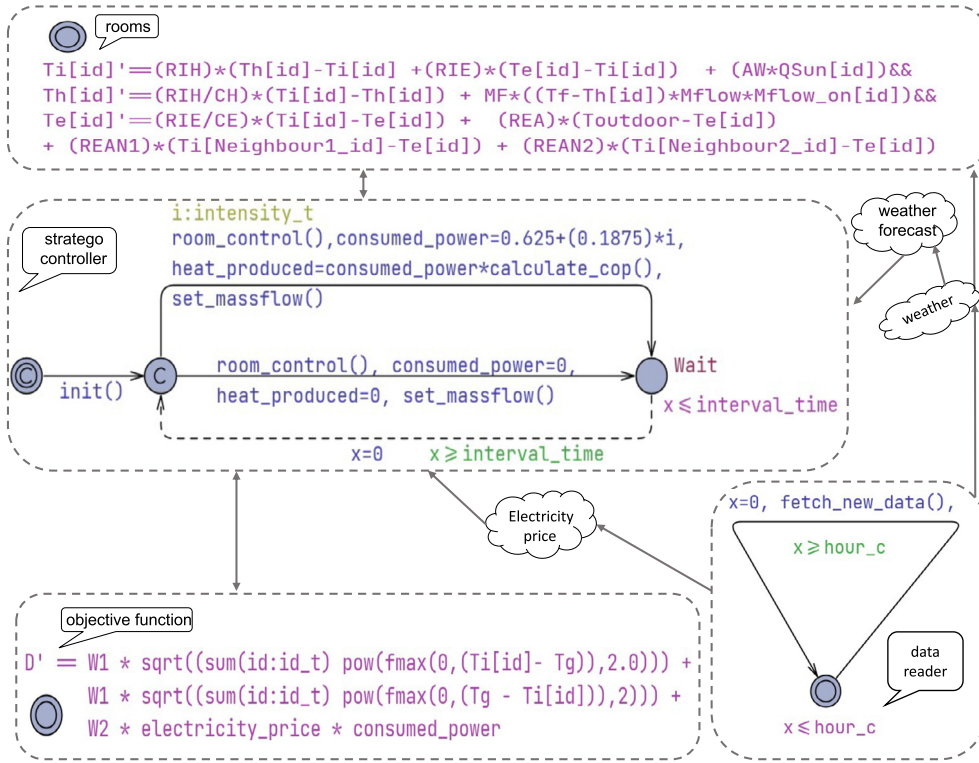 rooms
Ti[id]'==(RIH)*(Th[id]-Ti[id] +(RIE)*(Te[id]-Ti[id]) + (AW*QSun[id])&&
Th[id]'==(RIH/CH)*(Ti[id]-Th[id]) + MF*((Tf-Th[id])*Mflow*Mflow_on[id])&&
Te[id]'==(RIE/CE)*(Ti[id]-Te[id]) + (REA)*(Toutdoor-Te[id])
+ (REAN1)*(Ti[Neighbour1_id]-Te[id]) + (REAN2)*(Ti[Neighbour2_id]-Te[id])
stratego
controller
i:intensity_t
room_control(),consumed_power=0.625+(0.1875)*i,
heat_produced=consumed_power*calculate_cop(),
set_massflow()
weather
forecast
weather
C
init()
C
room_control(), consumed_power=0,
heat_produced=0, set_massflow()
Wait
x≤interval_time
x=0 x≥interval_time
Electricity
price
x=0, fetch_new_data(),
x≥hour_c
data
reader
x≤hour_c
objective function
D' == W1 * sqrt((sum(id:id_t) pow(fmax(0,(Ti[id]- Tg)),2.0))) +
W1 * sqrt((sum(id:id_t) pow(fmax(0,(Tg - Ti[id])),2))) +
W2 * electricity_price * consumed_power